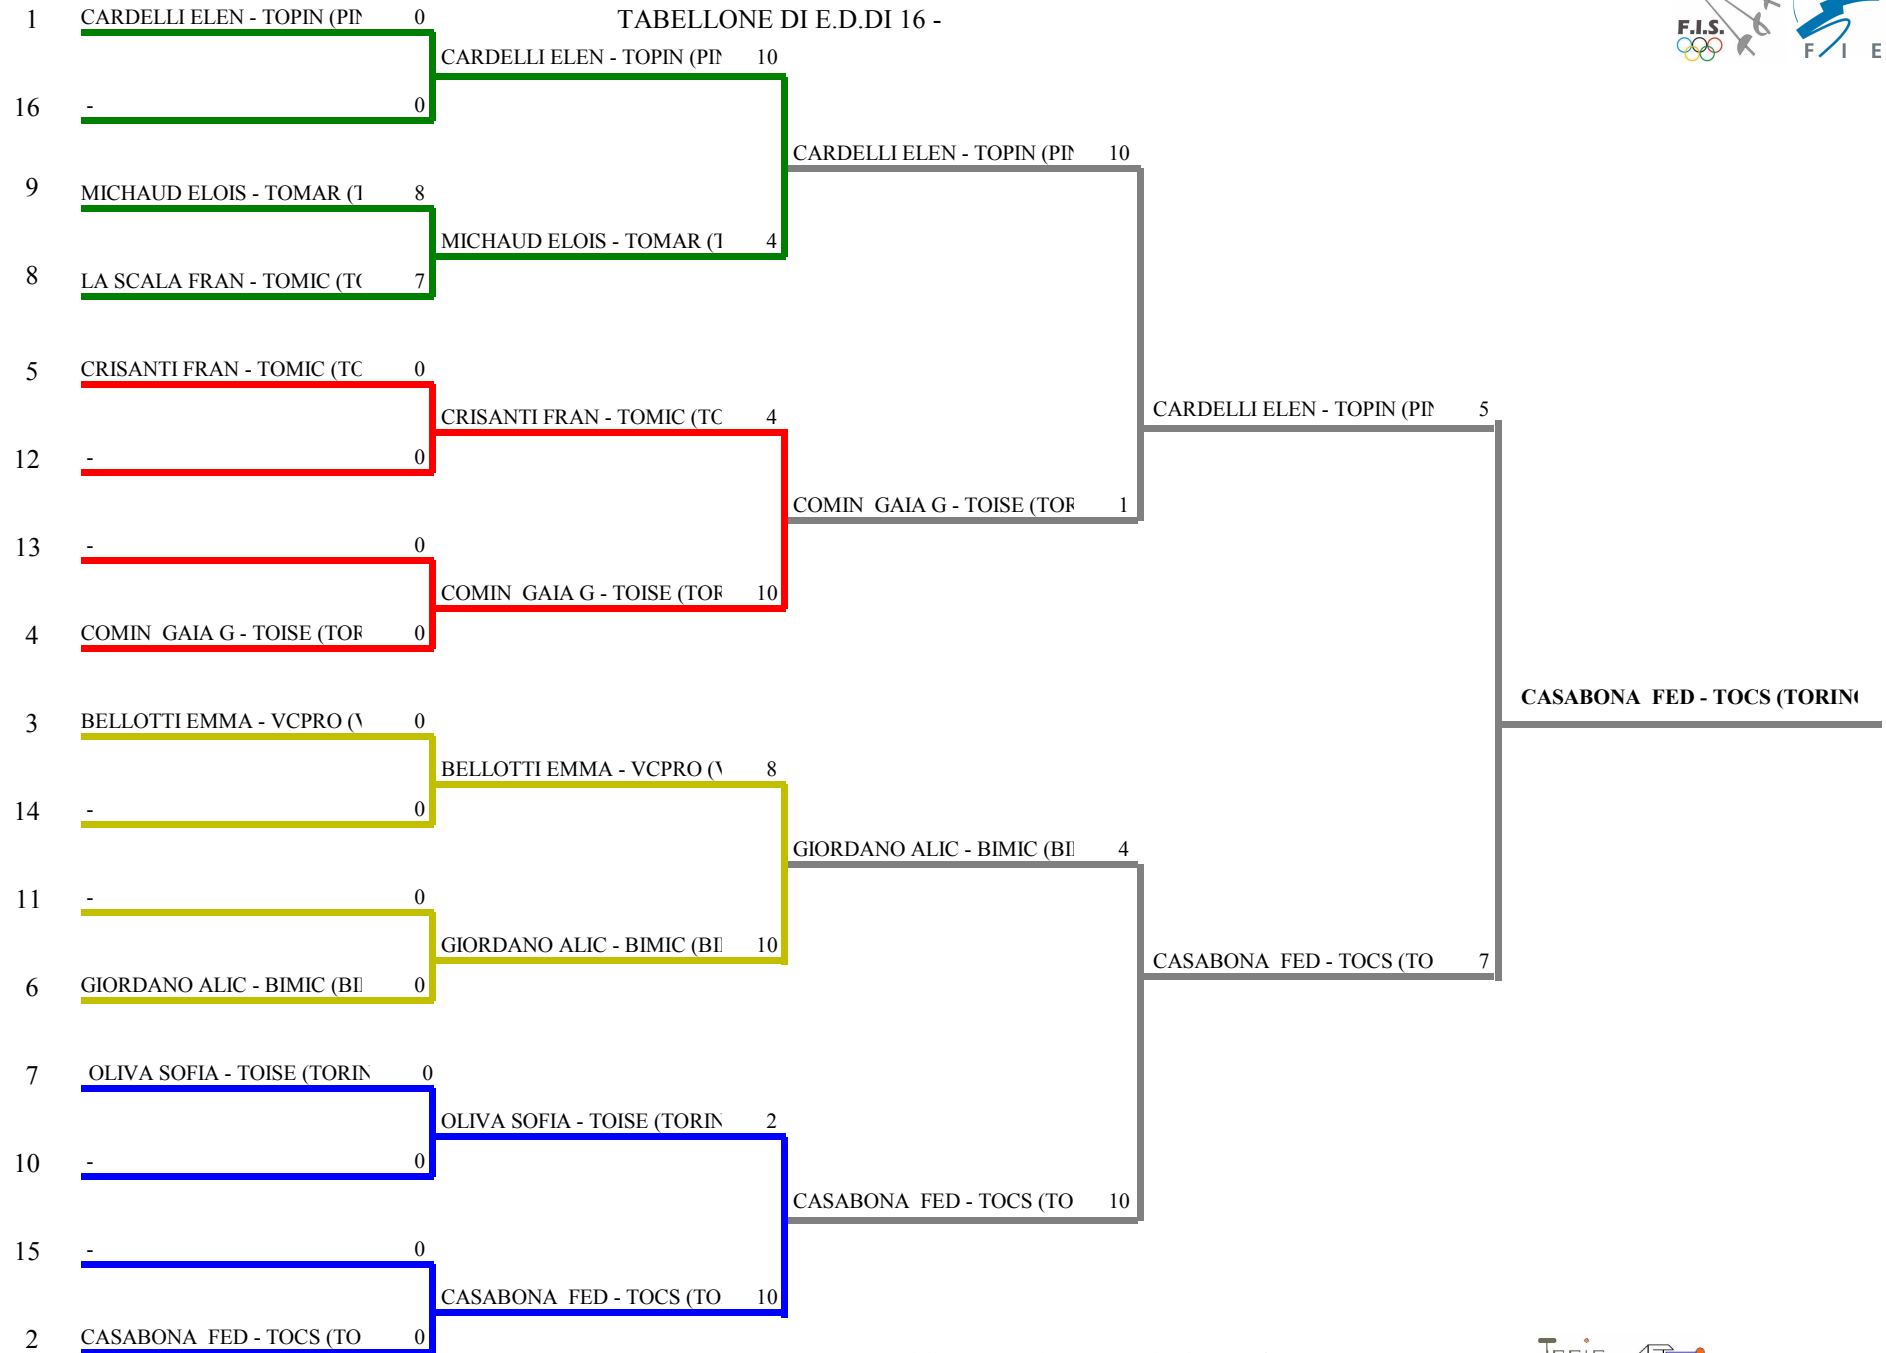 TABELLONE DI E.D.DI 16 -
F.I.S.
F I E
1 CARDELLI ELEN - TOPIN (PIN 0
CARDELLI ELEN - TOPIN (PIN 10
16 - 0
CARDELLI ELEN - TOPIN (PIN 10
9 MICHAUD ELOIS - TOMAR (T 8
MICHAUD ELOIS - TOMAR (T 4
8 LA SCALA FRAN - TOMIC (TO 7
5 CRISANTI FRAN - TOMIC (TO 0
CRISANTI FRAN - TOMIC (TO 4
CARDELLI ELEN - TOPIN (PIN 5
12 - 0
COMIN GAIA G - TOISE (TOR 1
13 - 0
COMIN GAIA G - TOISE (TOR 10
4 COMIN GAIA G - TOISE (TOR 0
CASABONA FED - TOCS (TORINO
3 BELLOTTI EMMA - VCPRO (V 0
BELLOTTI EMMA - VCPRO (V 8
14 - 0
GIORDANO ALIC - BIMIC (BI 4
11 - 0
GIORDANO ALIC - BIMIC (BI 10
CASABONA FED - TOCS (TO 7
6 GIORDANO ALIC - BIMIC (BI 0
7 OLIVA SOFIA - TOISE (TORIN 0
OLIVA SOFIA - TOISE (TORIN 2
10 - 0
CASABONA FED - TOCS (TO 10
15 - 0
CASABONA FED - TOCS (TO 10
2 CASABONA FED - TOCS (TO 0